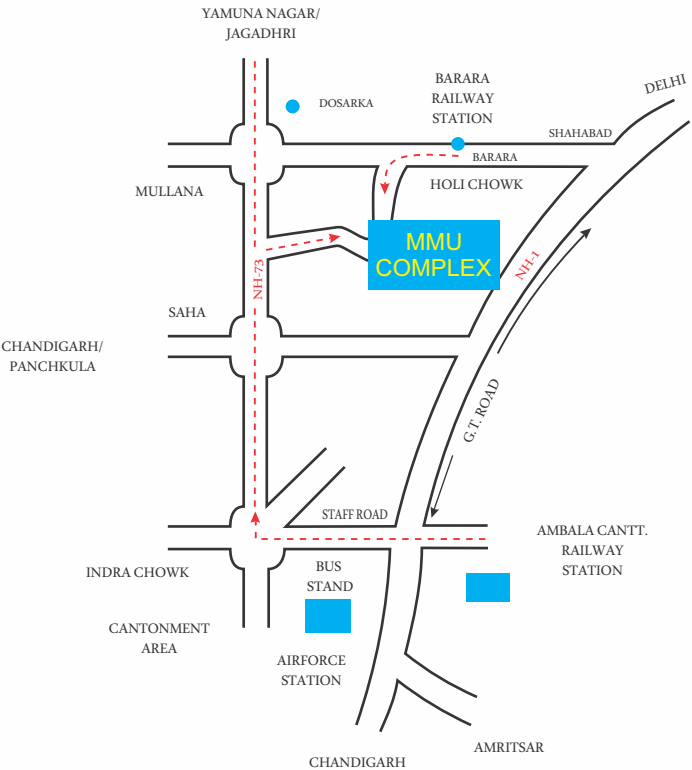 YAMUNA NAGAR/
JAGADHRI
DELHI
BARARA
RAILWAY
STATION
DOSARKA
SHAHABAD
BARARA
MULLANA
HOLI CHOWK
MMU
COMPLEX
NH-73
NH-1
SAHA
CHANDIGARH/
PANCHKULA
G.T. ROAD
STAFF ROAD
AMBALA CANTT.
RAILWAY
STATION
INDRA CHOWK
BUS
STAND
CANTONMENT
AREA
AIRFORCE
STATION
AMRITSAR
CHANDIGARH